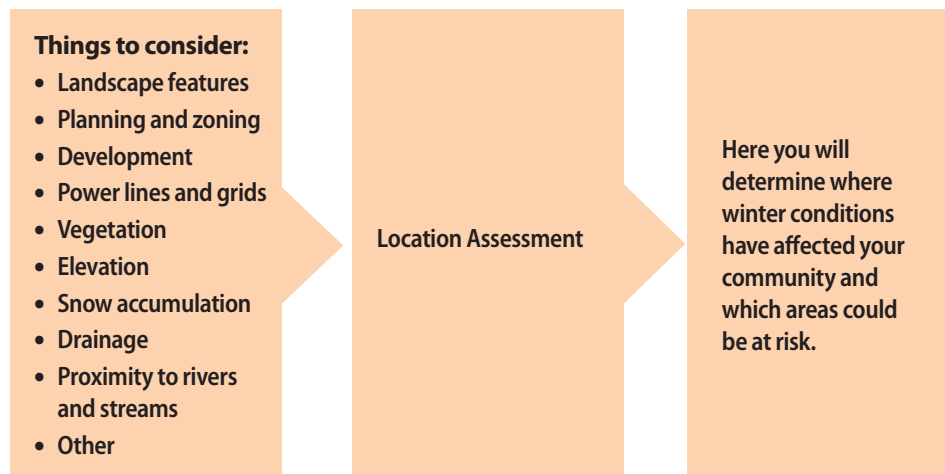 Things to consider:
• Landscape features
• Planning and zoning
• Development
• Power lines and grids
• Vegetation
• Elevation
• Snow accumulation
• Drainage
• Proximity to rivers
and streams
• Other
Location Assessment
Here you will
determine where
winter conditions
have affected your
community and
which areas could
be at risk.